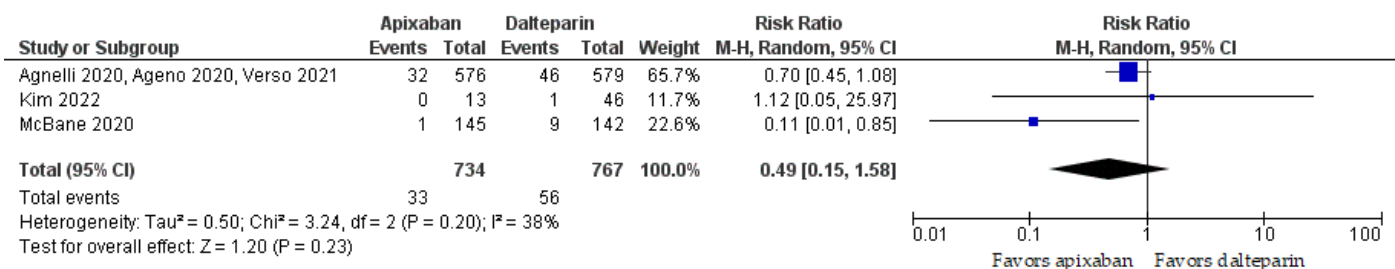 Apixaban Dalteparin Risk Ratio Risk Ratio
Study or Subgroup Events Total Events Total Weight M-H, Random, 95% CI M-H, Random, 95% CI
Agnelli 2020, Ageno 2020, Verso 2021 32 576 46 579 65.7% 0.70 [0.45, 1.08]
Kim 2022 0 13 1 46 11.7% 1.12 [0.05, 25.97]
McBane 2020 1 145 9 142 22.6% 0.11 [0.01, 0.85]
Total (95% CI) 734 767 100.0% 0.49 [0.15, 1.58]
Total events 33 56
Heterogeneity: Tau² = 0.50; Chi² = 3.24, df = 2 (P = 0.20); I² = 38%
Test for overall effect: Z = 1.20 (P = 0.23)
0.01 0.1 1 10 100
Favors apixaban Favors dalteparin